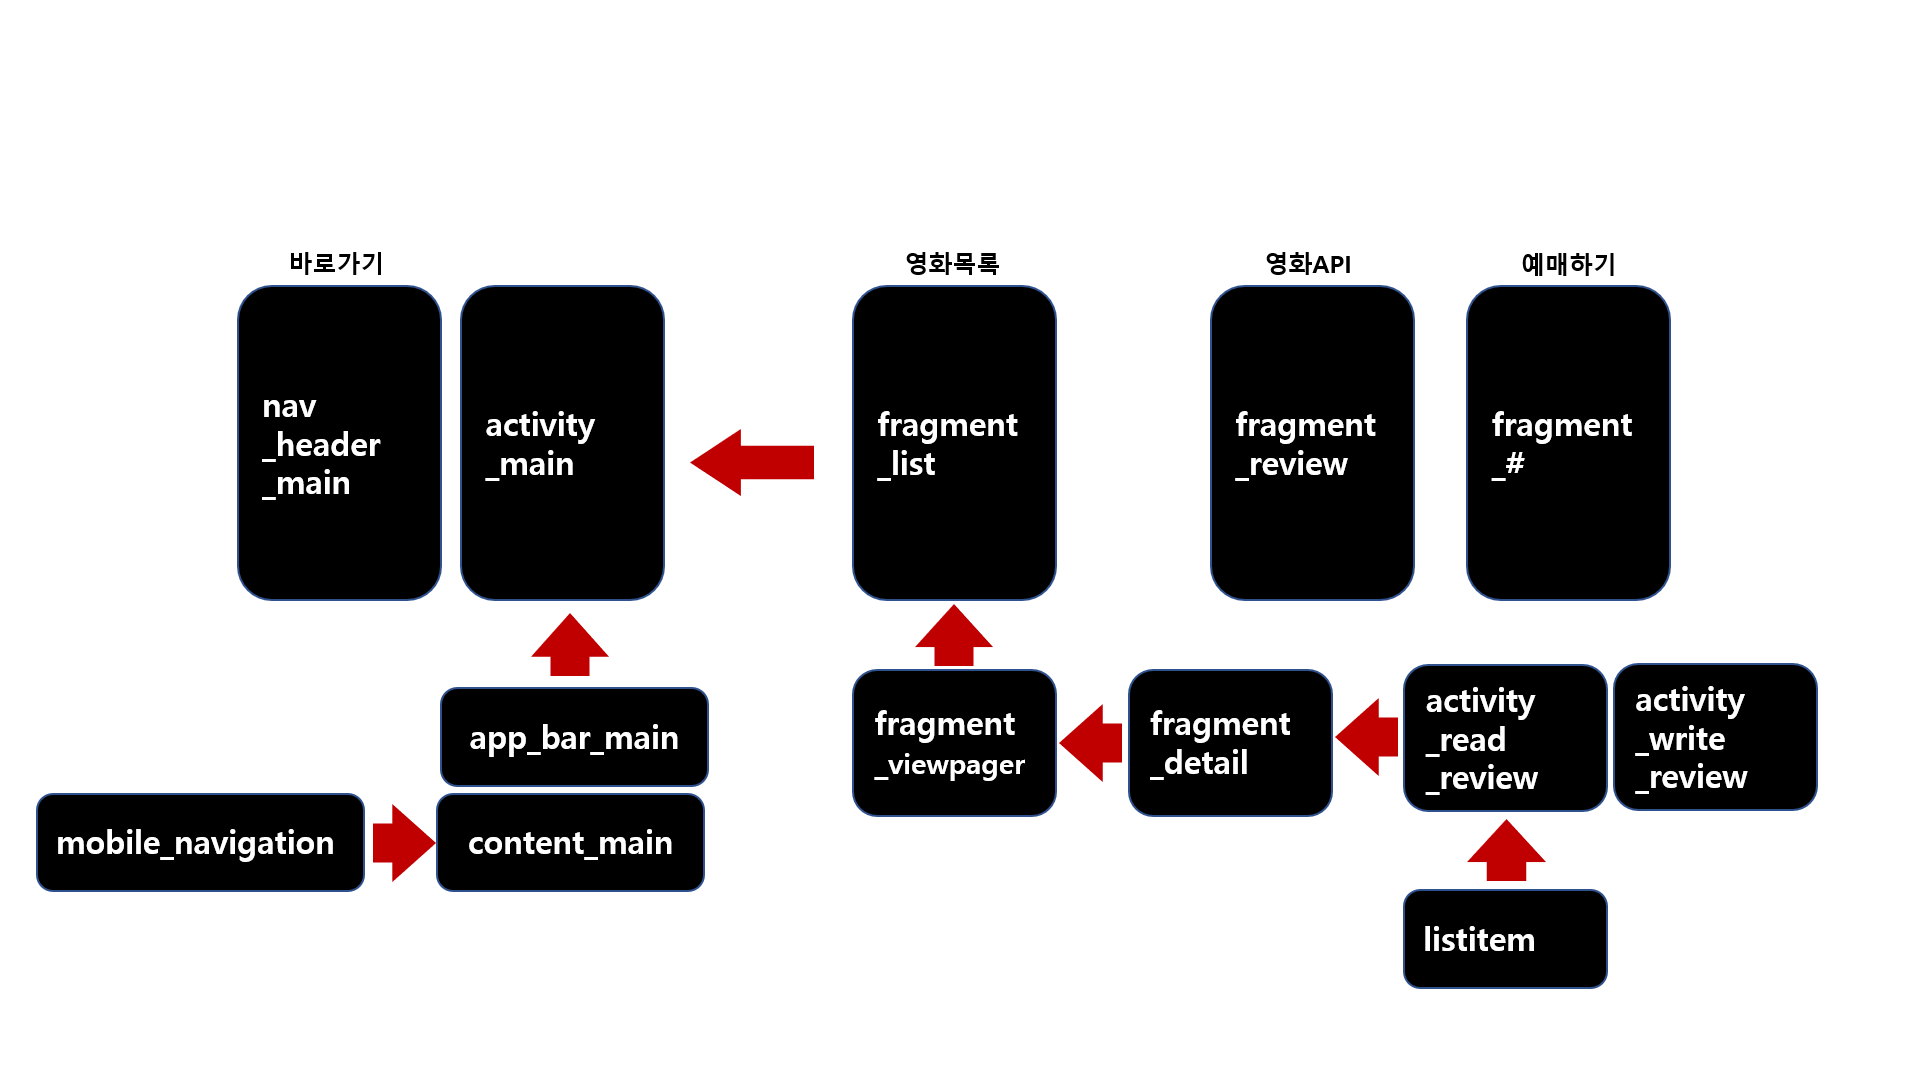 바로가기
nav
_header
_main
activity
_main
영화목록
fragment
_list
영화API
fragment
_review
예매하기
fragment
_#
app_bar_main
mobile_navigation
content_main
fragment
_viewpager
fragment
_detail
activity
_read
_review
activity
_write
_review
listitem